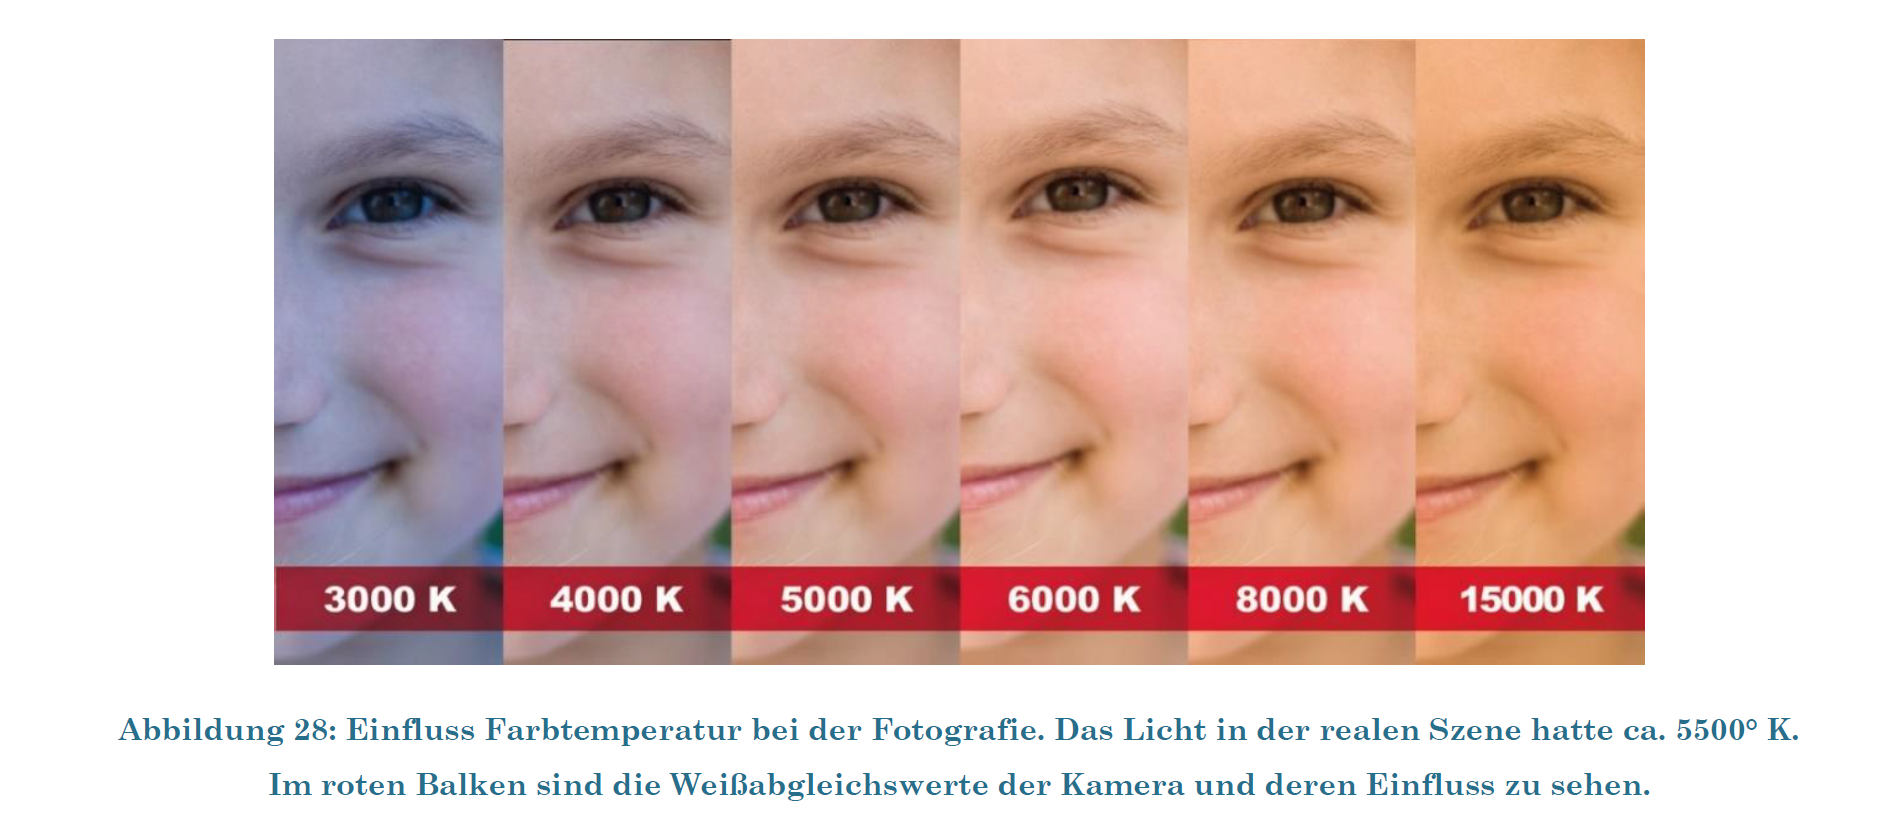 3000 K 4000 K 5000 K 6000 K 8000 K 15000 K
Abbildung 28: Einfluss Farbtemperatur bei der Fotografie. Das Licht in der realen Szene hatte ca. 5500° K.
Im roten Balken sind die Weißabgleichswerte der Kamera und deren Einfluss zu sehen.